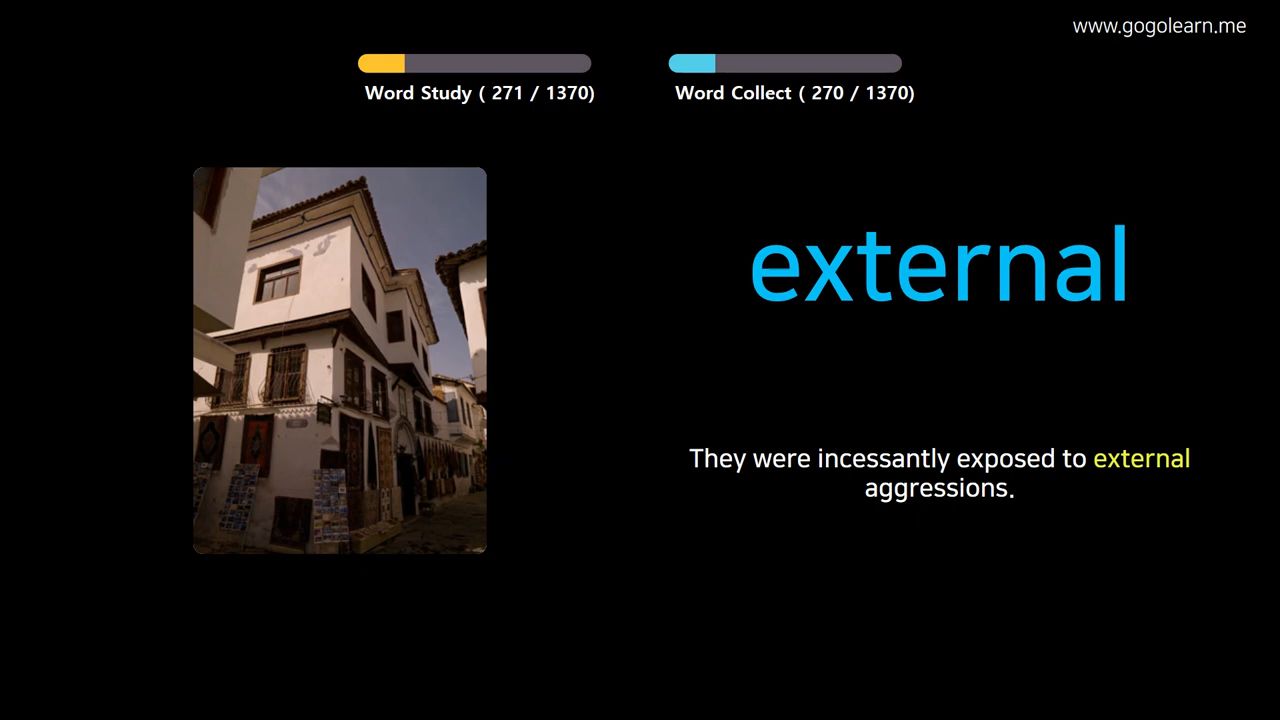 www.gogolearn.me
Word Study ( 271 / 1370)
Word Collect ( 270 / 1370)
external
They were incessantly exposed to external
aggressions.